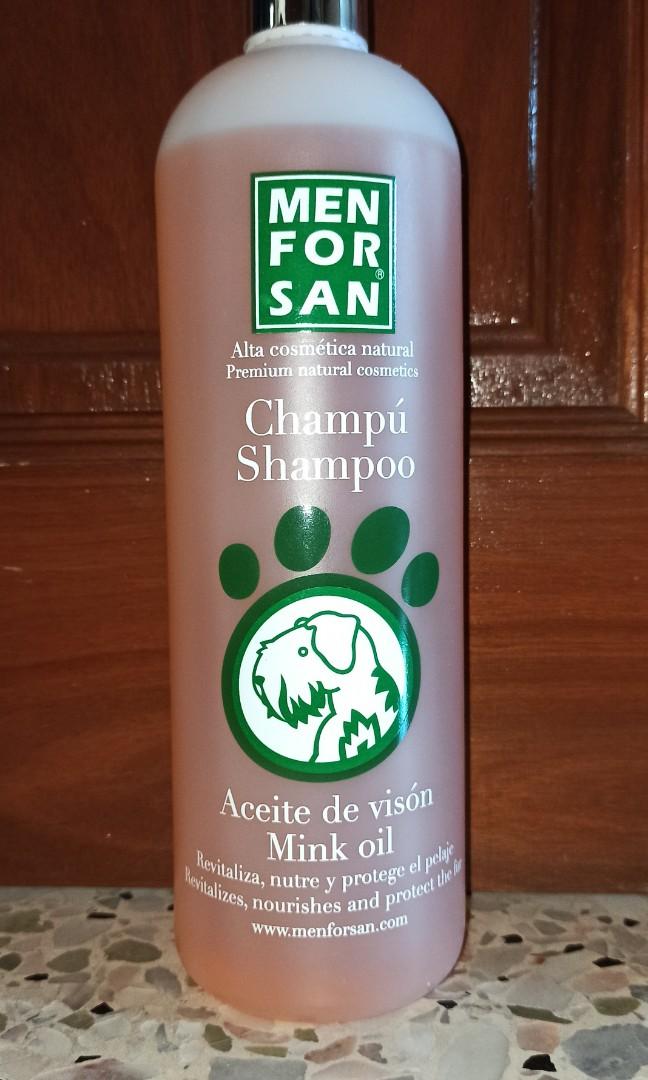 MEN
FOR
SAN®
Alta cosmética natural
Premium natural cosmetics
Champú
Shampoo
Aceite de visón
Mink oil
Revitaliza, nutre y protege el pelaje
Revitalizes, nourishes and protect the fur
www.menforsan.com